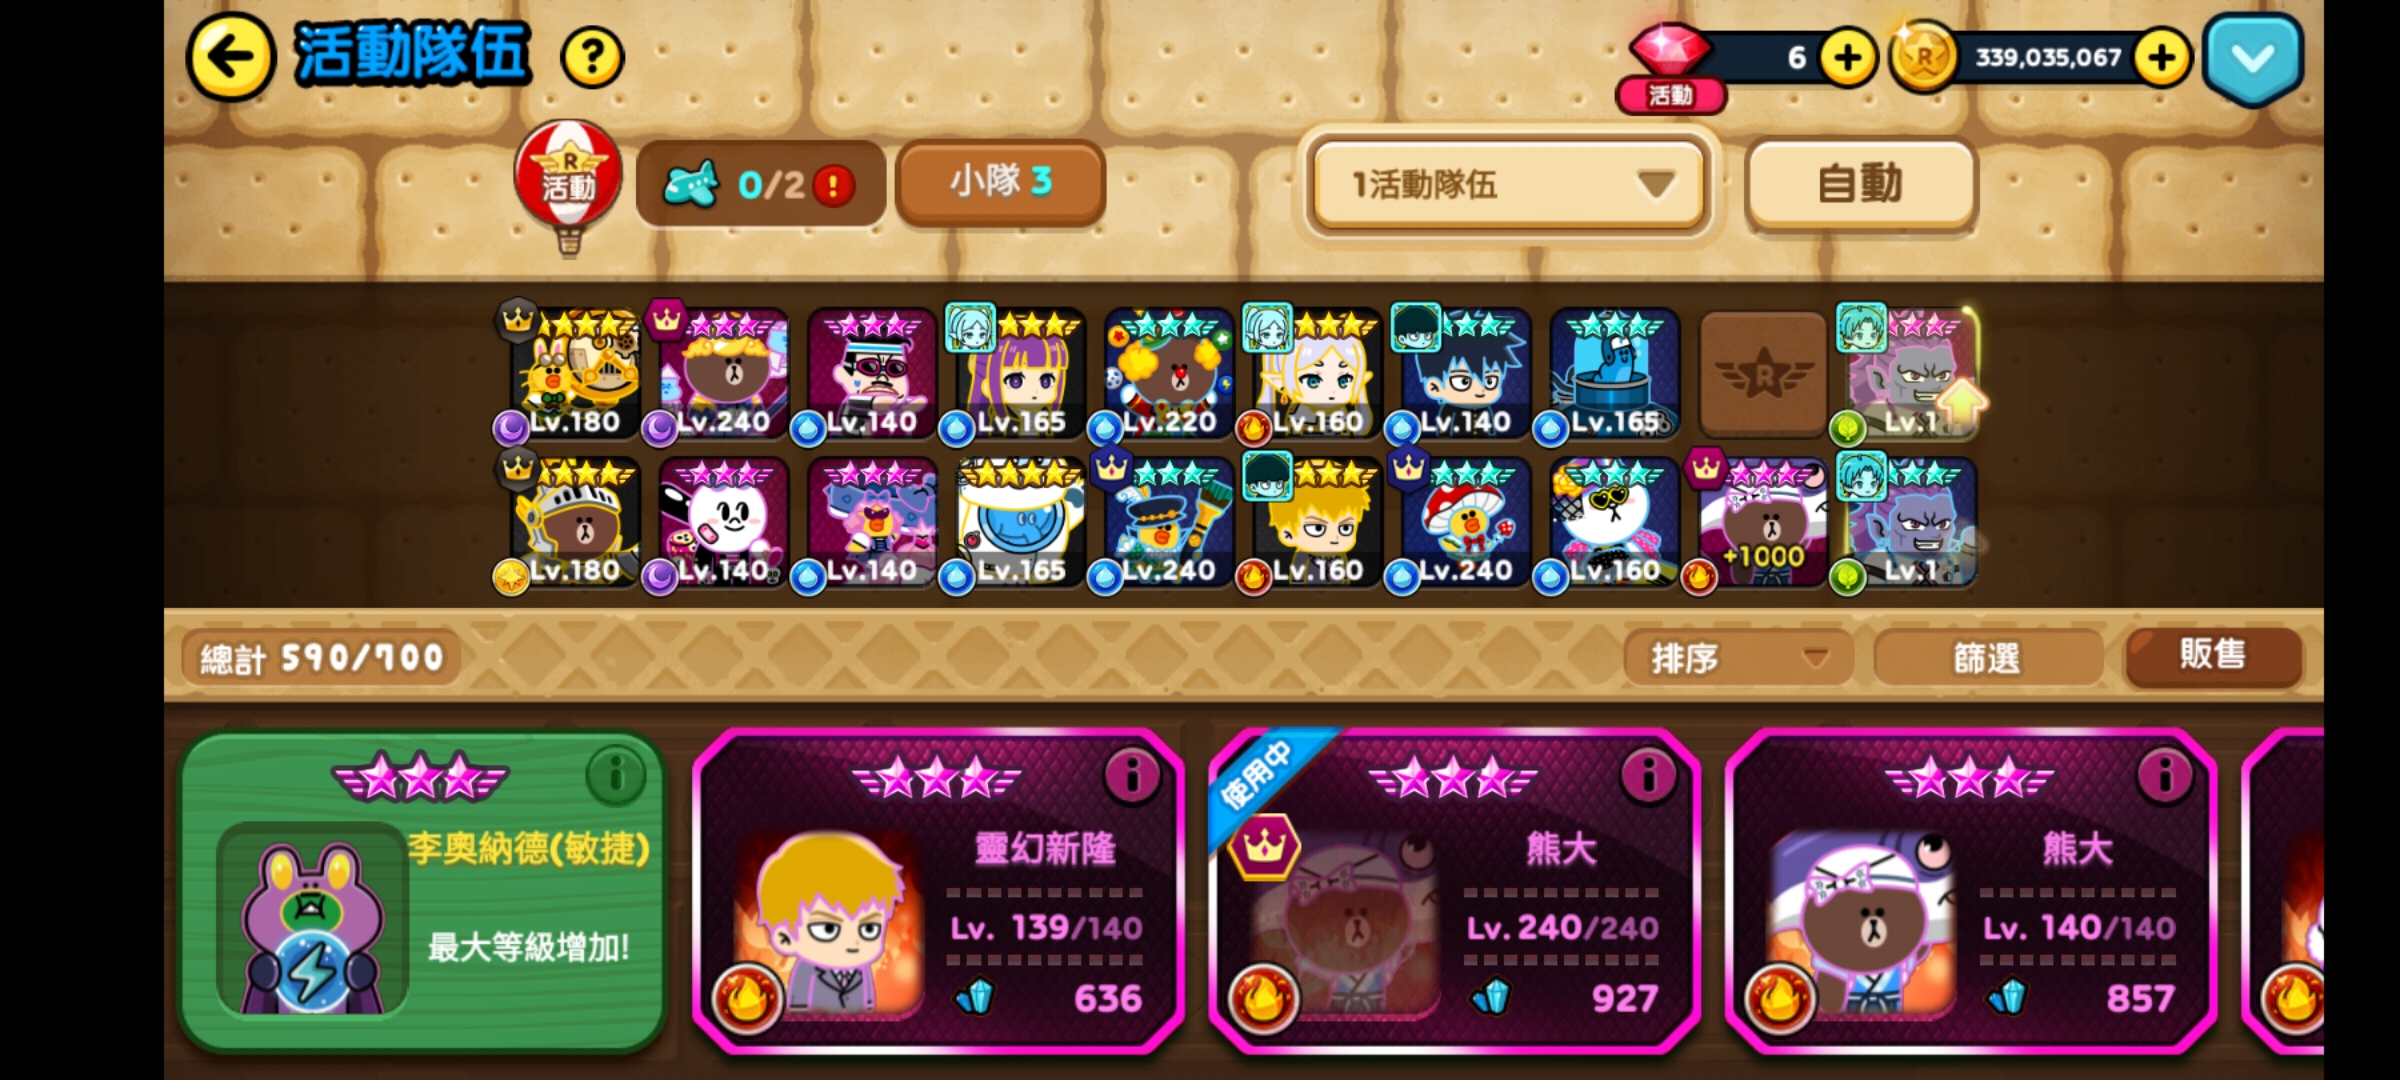 活動隊伍 ?
6
339,035,067
活動
R
活動
0/2 !
小隊 3
1活動隊伍
自動
Lv.180
Lv.240
Lv.140
Lv.165
Lv.220
Lv.160
Lv.140
Lv.165
R
Lv.1
Lv.180
Lv.140
Lv.140
Lv.165
Lv.240
Lv.160
Lv.240
Lv.160
+1000
Lv.1
總計 590/700
排序
篩選
販售
李奧納德(敏捷)
最大等級增加!
靈幻新隆
Lv. 139/140
636
使用中
熊大
Lv. 240/240
927
熊大
Lv. 140/140
857